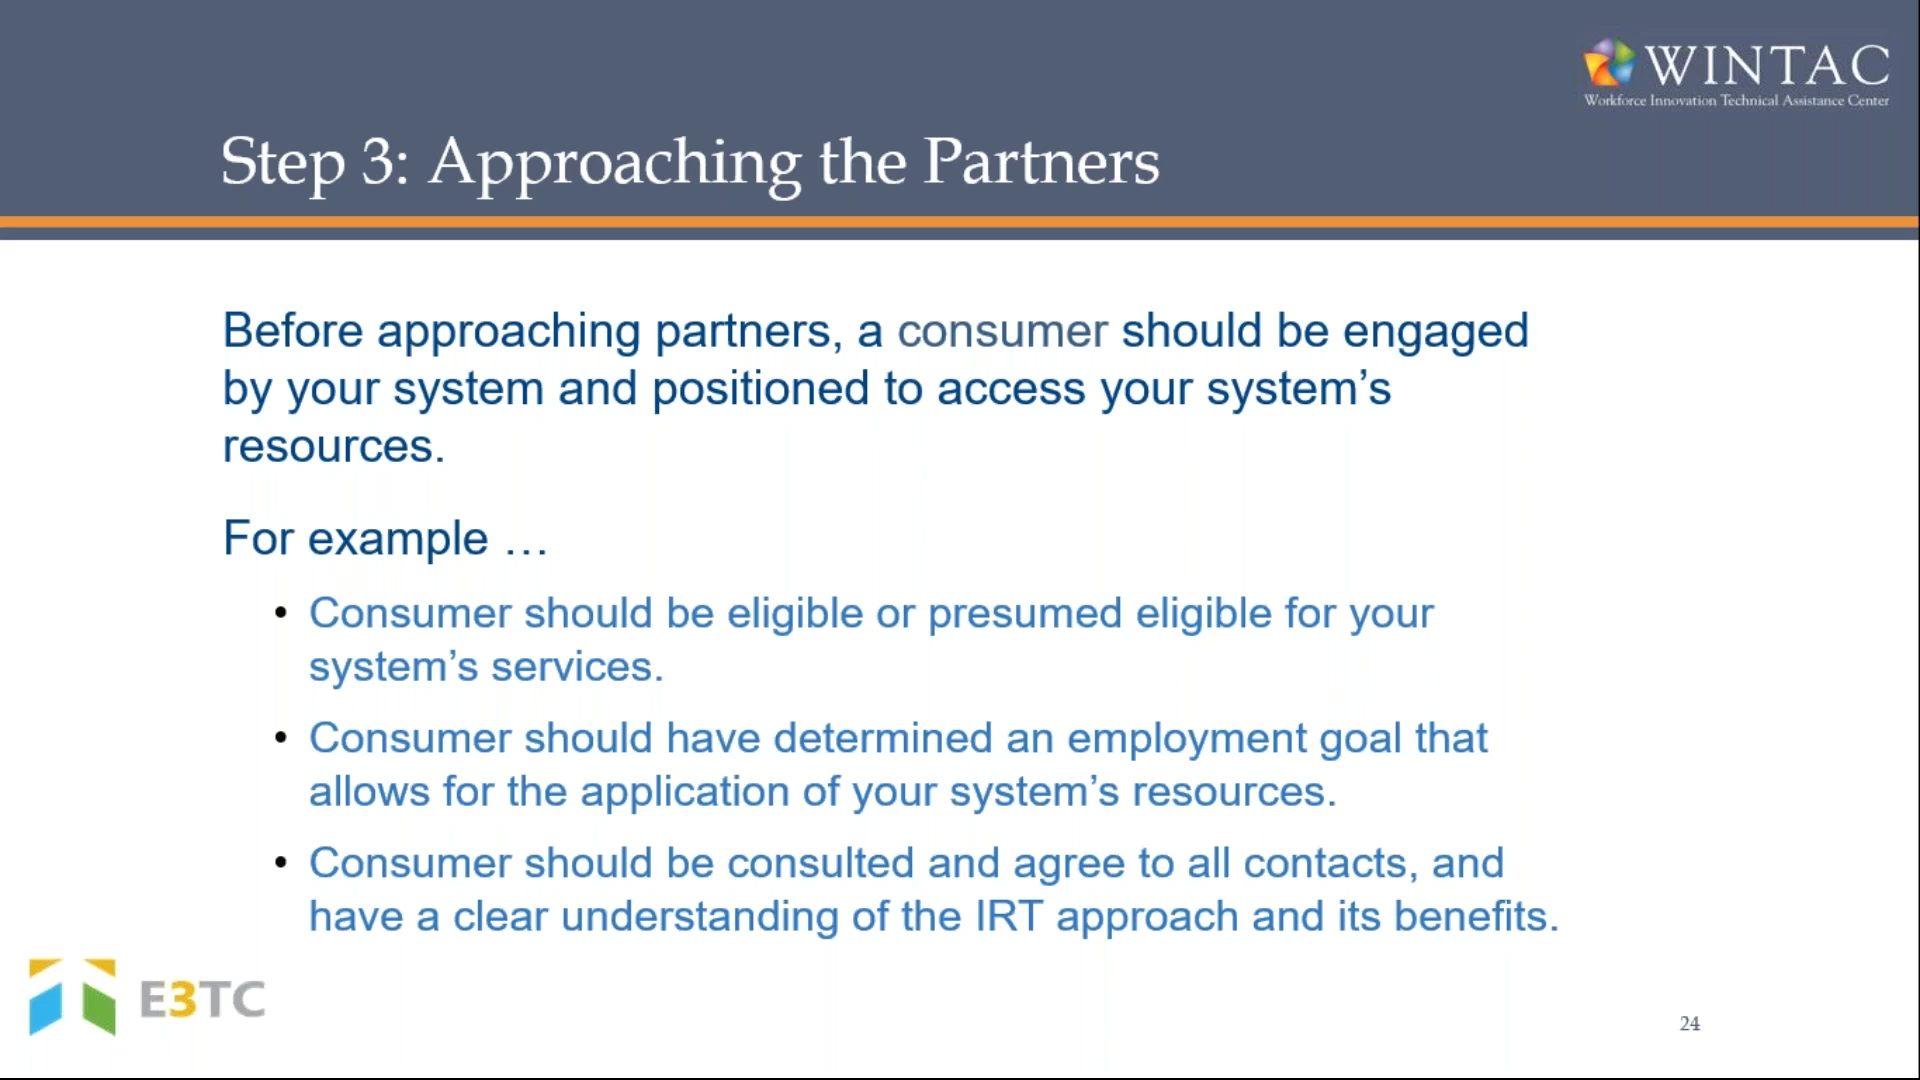 WINTAC
Workforce Innovation Technical Assistance Center
Step 3: Approaching the Partners
Before approaching partners, a consumer should be engaged
by your system and positioned to access your system’s
resources.
For example …
• Consumer should be eligible or presumed eligible for your
system’s services.
• Consumer should have determined an employment goal that
allows for the application of your system’s resources.
• Consumer should be consulted and agree to all contacts, and
have a clear understanding of the IRT approach and its benefits.
E3TC
24